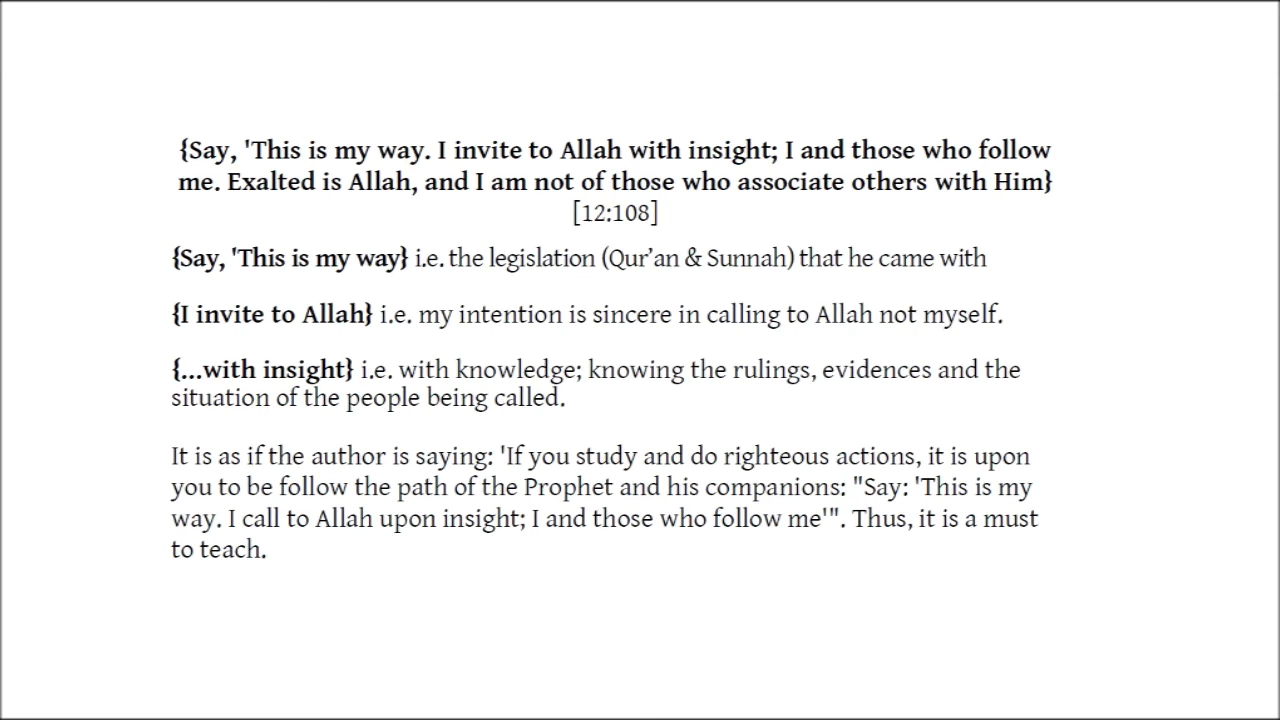 {Say, 'This is my way. I invite to Allah with insight; I and those who follow
me. Exalted is Allah, and I am not of those who associate others with Him}
[12:108]
{Say, 'This is my way} i.e. the legislation (Qur’an & Sunnah) that he came with
{I invite to Allah} i.e. my intention is sincere in calling to Allah not myself.
{...with insight} i.e. with knowledge; knowing the rulings, evidences and the
situation of the people being called.
It is as if the author is saying: 'If you study and do righteous actions, it is upon
you to be follow the path of the Prophet and his companions: "Say: 'This is my
way. I call to Allah upon insight; I and those who follow me'". Thus, it is a must
to teach.